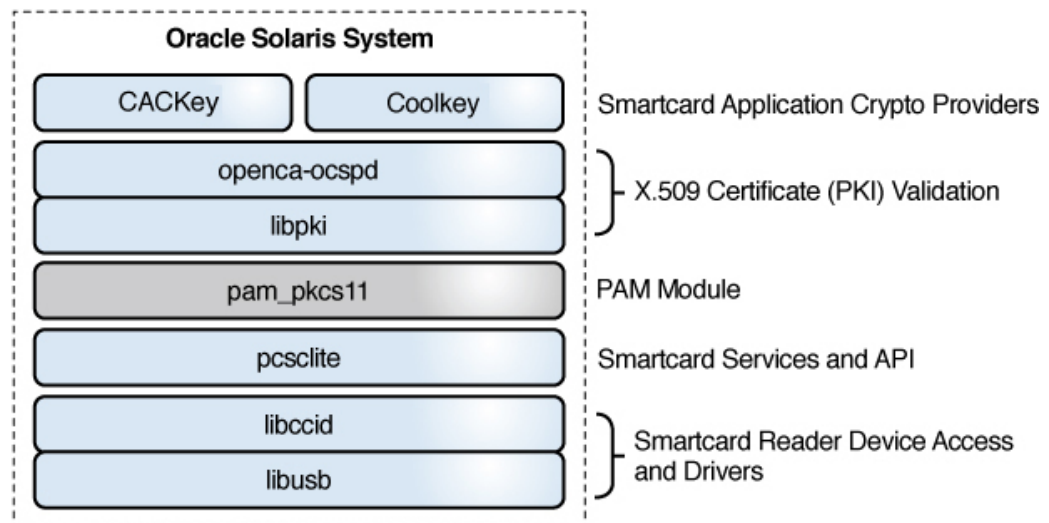 Oracle Solaris System
CACKey
Coolkey
Smartcard Application Crypto Providers
openca-ocspd
libpki
X.509 Certificate (PKI) Validation
pam_pkcs11
PAM Module
pcsclite
Smartcard Services and API
libccid
libusb
Smartcard Reader Device Access
and Drivers